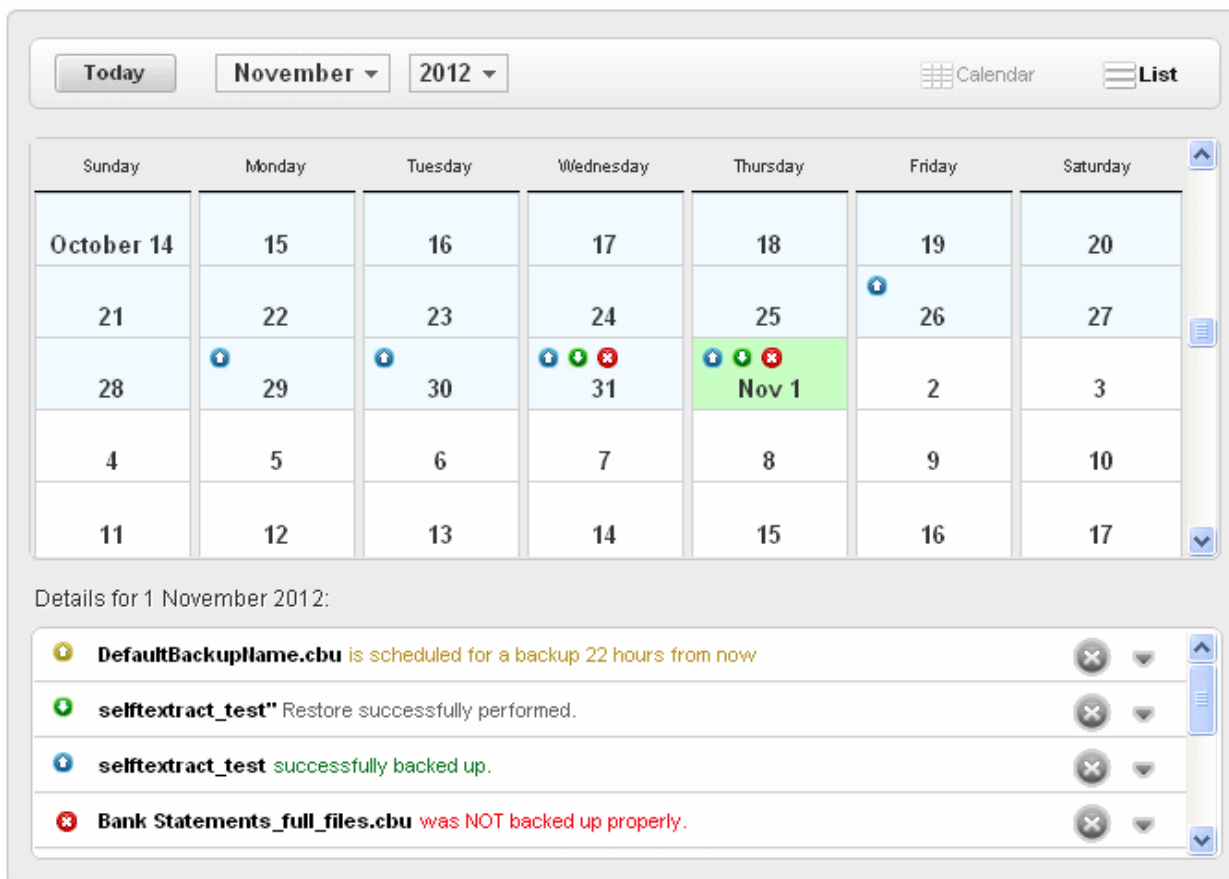 Today November 2012 Calendar List
Sunday Monday Tuesday Wednesday Thursday Friday Saturday
October 14 15 16 17 18 19 20
21 22 23 24 25 26 27
28 29 30 31 Nov 1 2 3
4 5 6 7 8 9 10
11 12 13 14 15 16 17
Details for 1 November 2012:
DefaultBackupName.cbu is scheduled for a backup 22 hours from now
selftextract_test" Restore successfully performed.
selftextract_test successfully backed up.
Bank Statements_full_files.cbu was NOT backed up properly.